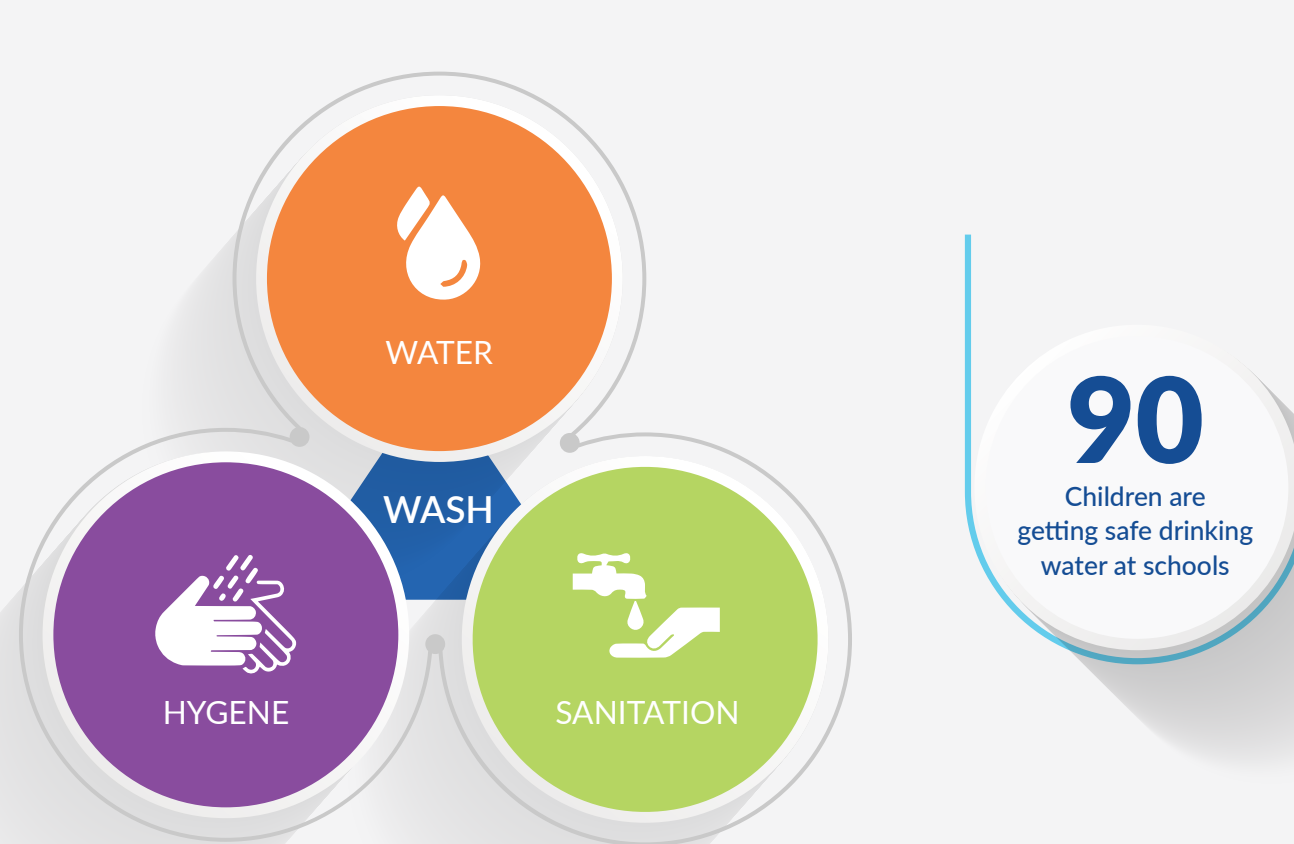 WATER
WASH
HYGENE
SANITATION
90
Children are
getting safe drinking
water at schools